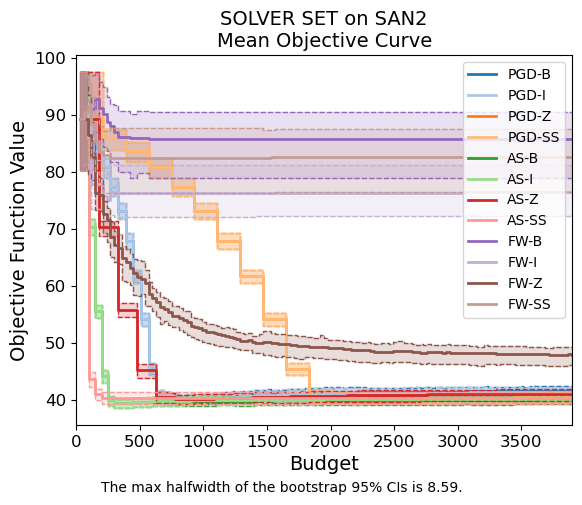 SOLVER SET on SAN2
Mean Objective Curve
Objective Function Value
100
90
80
70
60
50
40
0
500
1000
1500
2000
2500
3000
3500
Budget
PGD-B
PGD-I
PGD-Z
PGD-SS
AS-B
AS-I
AS-Z
AS-SS
FW-B
FW-I
FW-Z
FW-SS
The max halfwidth of the bootstrap 95% CIs is 8.59.